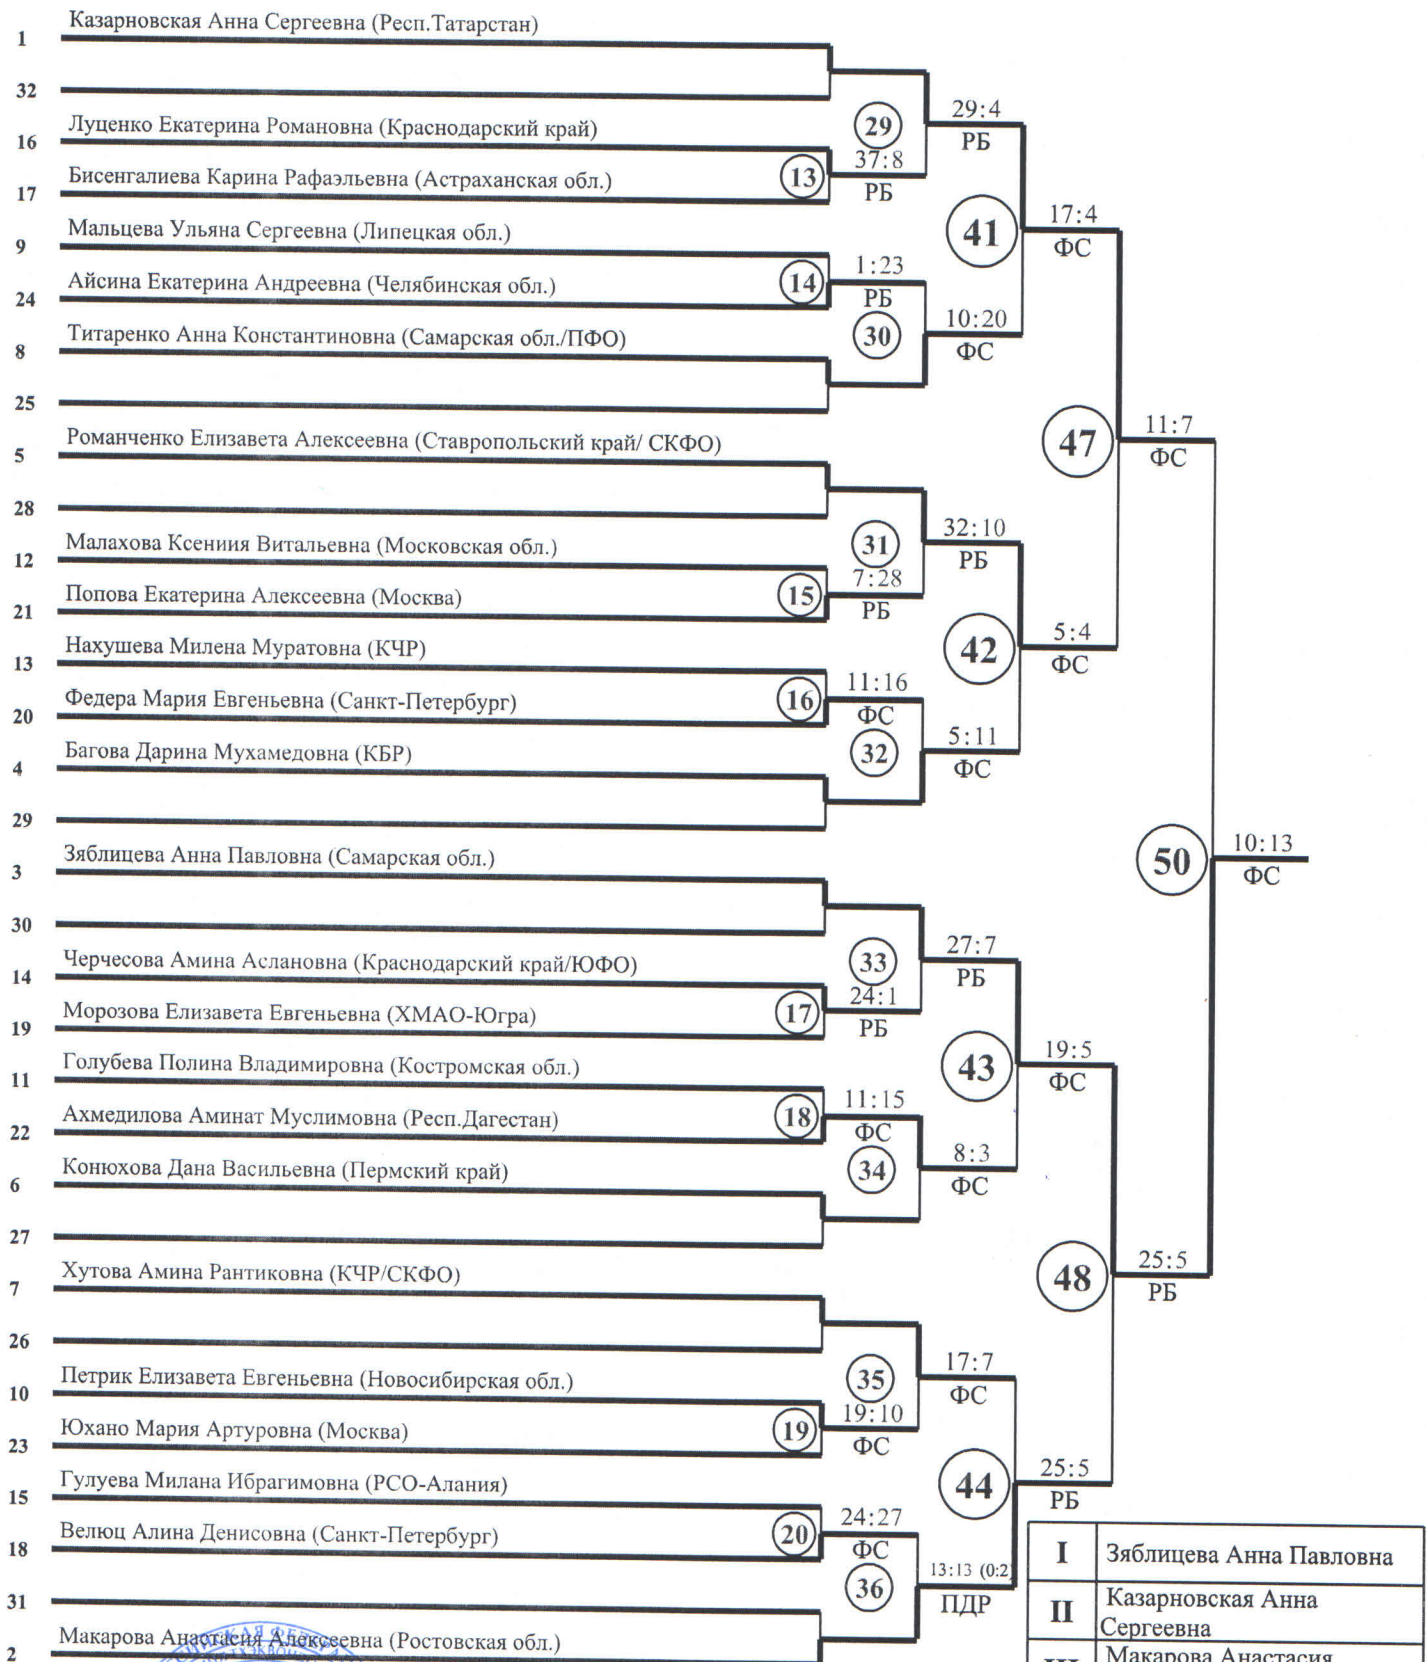 Казарновская Анна Сергеевна (Респ.Татарстан)
1
32
Луценко Екатерина Романовна (Краснодарский край)
29
29:4
16
РБ
37:8
Бисенгалиева Карина Рафаэльевна (Астраханская обл.)
13
17
РБ
Мальцева Ульяна Сергеевна (Липецкая обл.)
41
17:4
9
ФС
Айсина Екатерина Андреевна (Челябинская обл.)
14
1:23
24
РБ
Титаренко Анна Константиновна (Самарская обл./ПФО)
30
10:20
8
ФС
25
Романченко Елизавета Алексеевна (Ставропольский край/ СКФО)
47
11:7
5
ФС
28
Малахова Ксениия Витальевна (Московская обл.)
31
32:10
12
РБ
7:28
Попова Екатерина Алексеевна (Москва)
15
21
РБ
Нахушева Милена Муратовна (КЧР)
42
5:4
13
ФС
Федера Мария Евгеньевна (Санкт-Петербург)
16
11:16
20
ФС
Багова Дарина Мухамедовна (КБР)
32
5:11
4
ФС
29
Зяблицева Анна Павловна (Самарская обл.)
50
10:13
3
ФС
30
Черчесова Амина Аслановна (Краснодарский край/ЮФО)
33
27:7
14
РБ
24:1
Морозова Елизавета Евгеньевна (ХМАО-Югра)
17
19
РБ
Голубева Полина Владимировна (Костромская обл.)
43
19:5
11
ФС
Ахмедилова Аминат Муслимовна (Респ.Дагестан)
18
11:15
22
ФС
Конюхова Дана Васильевна (Пермский край)
34
8:3
6
ФС
27
Хутова Амина Рантиковна (КЧР/СКФО)
48
25:5
7
РБ
26
Петрик Елизавета Евгеньевна (Новосибирская обл.)
35
17:7
10
ФС
19:10
Юхано Мария Артуровна (Москва)
19
23
ФС
Гулуева Милана Ибрагимовна (РСО-Алания)
44
25:5
15
РБ
Велюц Алина Денисовна (Санкт-Петербург)
20
24:27
18
ФС
I Зяблицева Анна Павловна
36
13:13 (0:2)
31
ПДР
II Казарновская Анна
Сергеевна
Макарова Анастасия Алексеевна (Ростовская обл.)
2
Макарова Анастасия